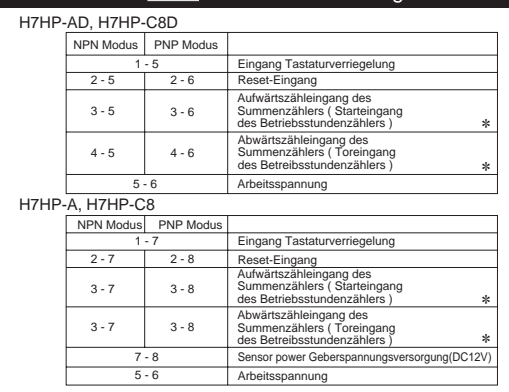 H7HP-AD, H7HP-C8D
NPN Modus PNP Modus
1 - 5 Eingang Tastaturverriegelung
2 - 5 2 - 6 Reset-Eingang
3 - 5 3 - 6 Aufwärtszähleingang des
Summenzählers ( Starteingang
des Betriebsstundenzählers ) *
4 - 5 4 - 6 Abwärtszähleingang des
Summenzählers ( Toreingang
des Betreibsstundenzählers ) *
5 - 6 Arbeitsspannung
H7HP-A, H7HP-C8
NPN Modus PNP Modus
1 - 7 Eingang Tastaturverriegelung
2 - 7 2 - 8 Reset-Eingang
3 - 7 3 - 8 Aufwärtszähleingang des
Summenzählers ( Starteingang
des Betriebsstundenzählers ) *
3 - 7 3 - 8 Abwärtszähleingang des
Summenzählers ( Toreingang
des Betreibsstundenzählers ) *
7 - 8 Sensor power Geberspannungsversorgung(DC12V)
5 - 6 Arbeitsspannung